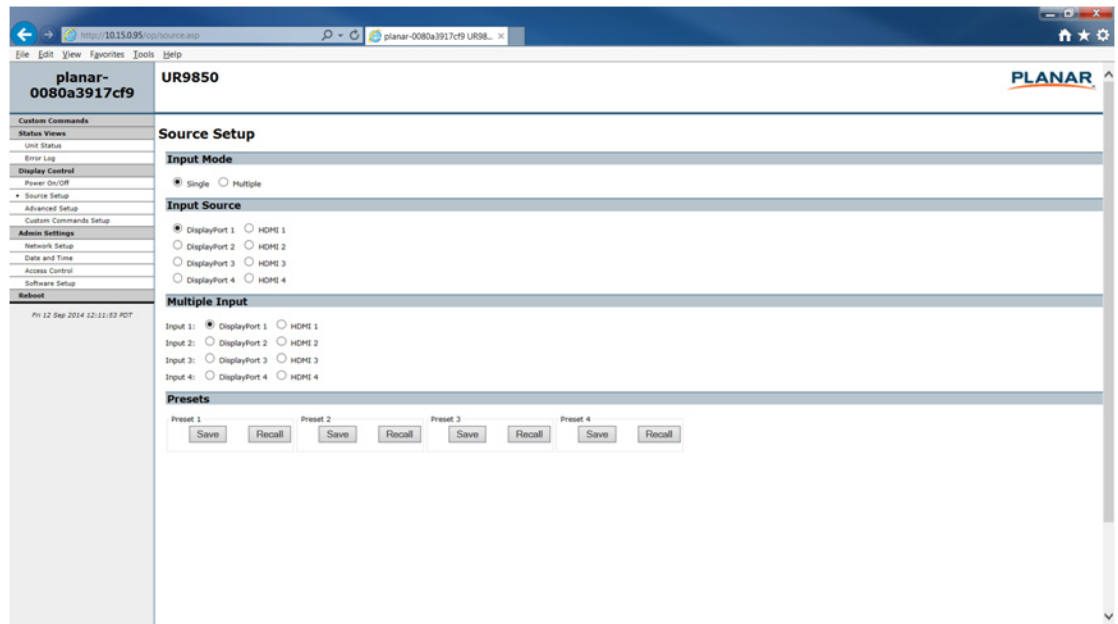 http://10.15.0.95/op/source.asp
planar-0080a3917cf9 UR98...
File Edit View Favorites Tools Help
planar-
0080a3917cf9
UR9850
PLANAR
Custom Commands
Status Views
Unit Status
Error Log
Display Control
Power On/Off
Source Setup
Advanced Setup
Custom Commands Setup
Admin Settings
Network Setup
Date and Time
Access Control
Software Setup
Reboot
Fri 12 Sep 2014 12:11:53 PDT
Source Setup
Input Mode
Single Multiple
Input Source
DisplayPort 1 HDMI 1
DisplayPort 2 HDMI 2
DisplayPort 3 HDMI 3
DisplayPort 4 HDMI 4
Multiple Input
Input 1: DisplayPort 1 HDMI 1
Input 2: DisplayPort 2 HDMI 2
Input 3: DisplayPort 3 HDMI 3
Input 4: DisplayPort 4 HDMI 4
Presets
Preset 1 Preset 2 Preset 3 Preset 4
Save Recall Save Recall Save Recall Save Recall